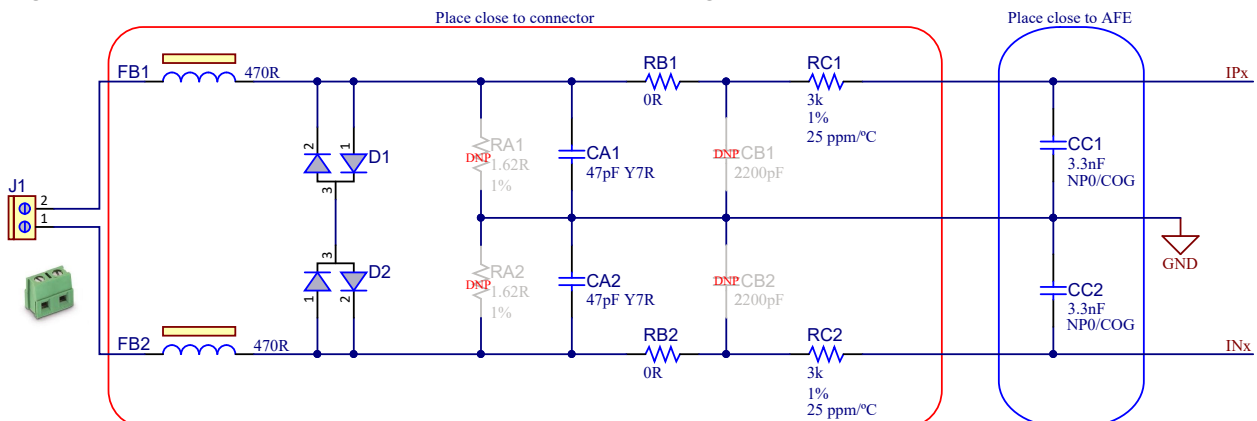 Place close to connector
Place close to AFE
FB1
470R
RB1
0R
RC1
3k
1%
25 ppm/ºC
IPx
2
1
D1
3
DNP
RA1
1.62R
1%
CA1
47pF Y7R
DNP
CB1
2200pF
CC1
3.3nF
NP0/COG
J1
2
1
GND
3
D2
1
2
DNP
RA2
1.62R
1%
CA2
47pF Y7R
DNP
CB2
2200pF
CC2
3.3nF
NP0/COG
FB2
470R
RB2
0R
RC2
3k
1%
25 ppm/ºC
INx